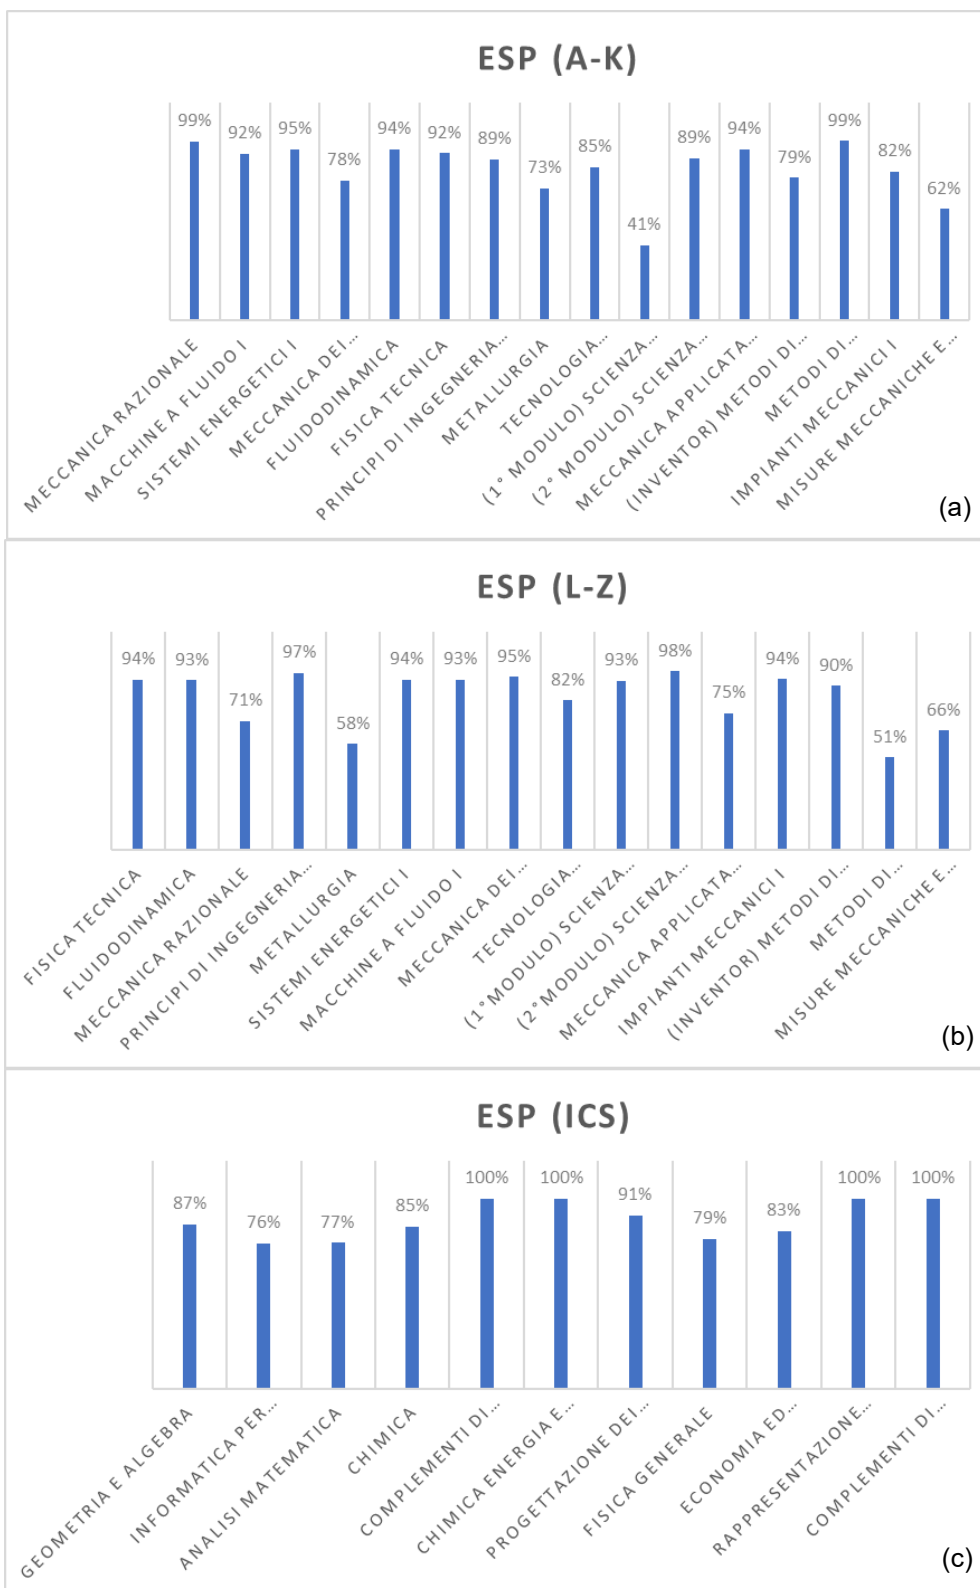 ESP (A-K)
99%
92%
95%
78%
94%
92%
89%
73%
85%
41%
89%
94%
79%
99%
82%
62%
MECCANICA RAZIONALE
MACCHINE A FLUIDO I
SISTEMI ENERGETICI I
MECCANICA DEI...
FLUIDODINAMICA
FISICA TECNICA
PRINCIPI DI INGEGNERIA...
METALLURGIA
TECNOLOGIA...
(1° MODULO) SCIENZA...
(2° MODULO) SCIENZA...
MECCANICA APPLICATA...
(INVENTOR) METODI DI...
METODI DI...
IMPIANTI MECCANICI I
MISURE MECCANICHE E...
(a)
ESP (L-Z)
94%
93%
71%
97%
58%
94%
93%
95%
82%
93%
98%
75%
94%
90%
51%
66%
FISICA TECNICA
FLUIDODINAMICA
MECCANICA RAZIONALE
PRINCIPI DI INGEGNERIA...
METALLURGIA
SISTEMI ENERGETICI I
MACCHINE A FLUIDO I
MECCANICA DEI...
TECNOLOGIA...
(1°MODULO) SCIENZA...
(2°MODULO) SCIENZA...
MECCANICA APPLICATA...
IMPIANTI MECCANICI I
(INVENTOR) METODI DI...
METODI DI...
MISURE MECCANICHE E...
(b)
ESP (ICS)
87%
76%
77%
85%
100%
100%
91%
79%
83%
100%
100%
GEOMETRIA E ALGEBRA
INFORMATICA PER...
ANALISI MATEMATICA
CHIMICA
COMPLEMENTI DI...
CHIMICA ENERGIA E...
PROGETTAZIONE DEI...
FISICA GENERALE
ECONOMIA ED...
RAPPRESENTAZIONE...
COMPLEMENTI DI...
(c)